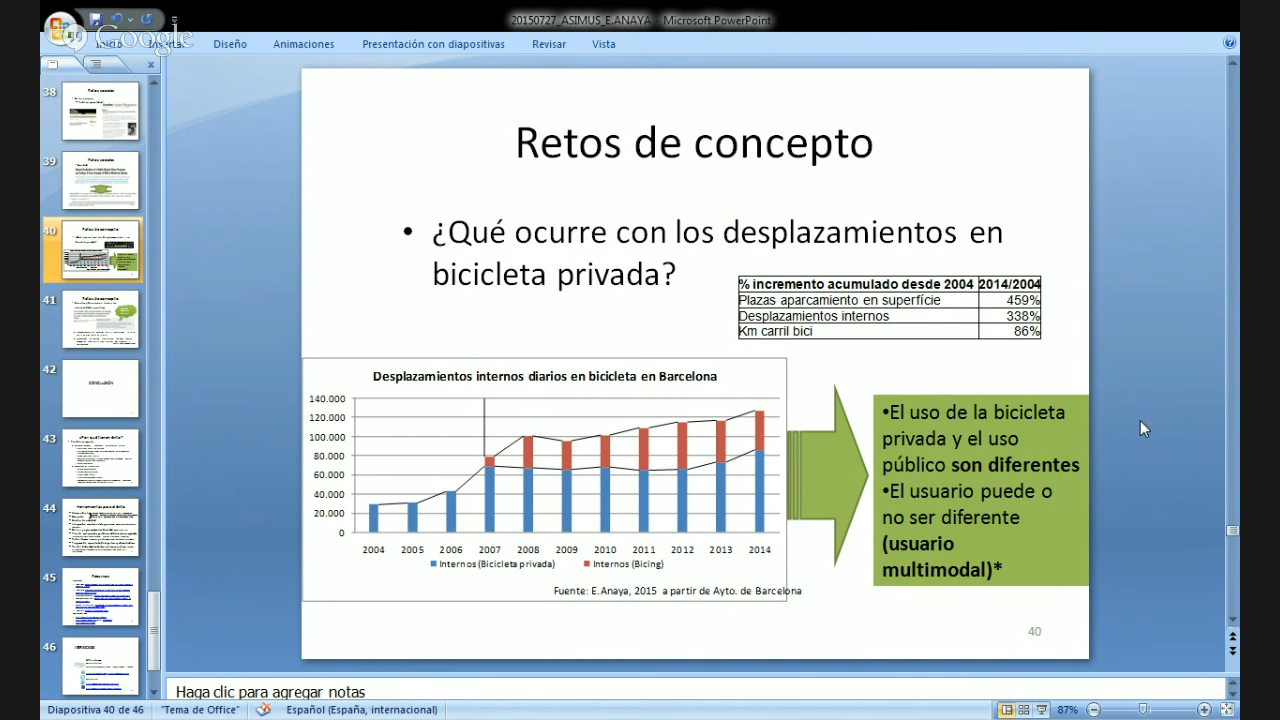 20150727_ASIMUS_E.ANAYA - Microsoft PowerPoint
Google
Inicio Insertar Diseño Animaciones Presentación con diapositivas Revisar Vista
38
39
40
41
42
43
44
45
46
Retos de concepto
• ¿Qué ocurre con los desplazamientos en
bicicleta privada?
% incremento acumulado desde 2004 2014/2004
Plazas aparcamiento en superfície 459%
Desplazamientos internos 338%
Km carril bici 86%
Desplazamientos internos diarios en bicicleta en Barcelona
140.000
120.000
100.000
80.000
60.000
40.000
20.000
0
2004 2005 2006 2007 2008 2009 2010 2011 2012 2013 2014
Internos (Bicicleta privada) Internos (Bicing)
Fuente: E.Anaya, 2015 a partir de Ayto. de Barcelona
•El uso de la bicicleta
privada y el uso
público son diferentes
•El usuario puede o
no ser diferente
(usuario
multimodal)*
40
Haga clic para agregar notas
Diapositiva 40 de 46 "Tema de Office" Español (España, internacional) 87%